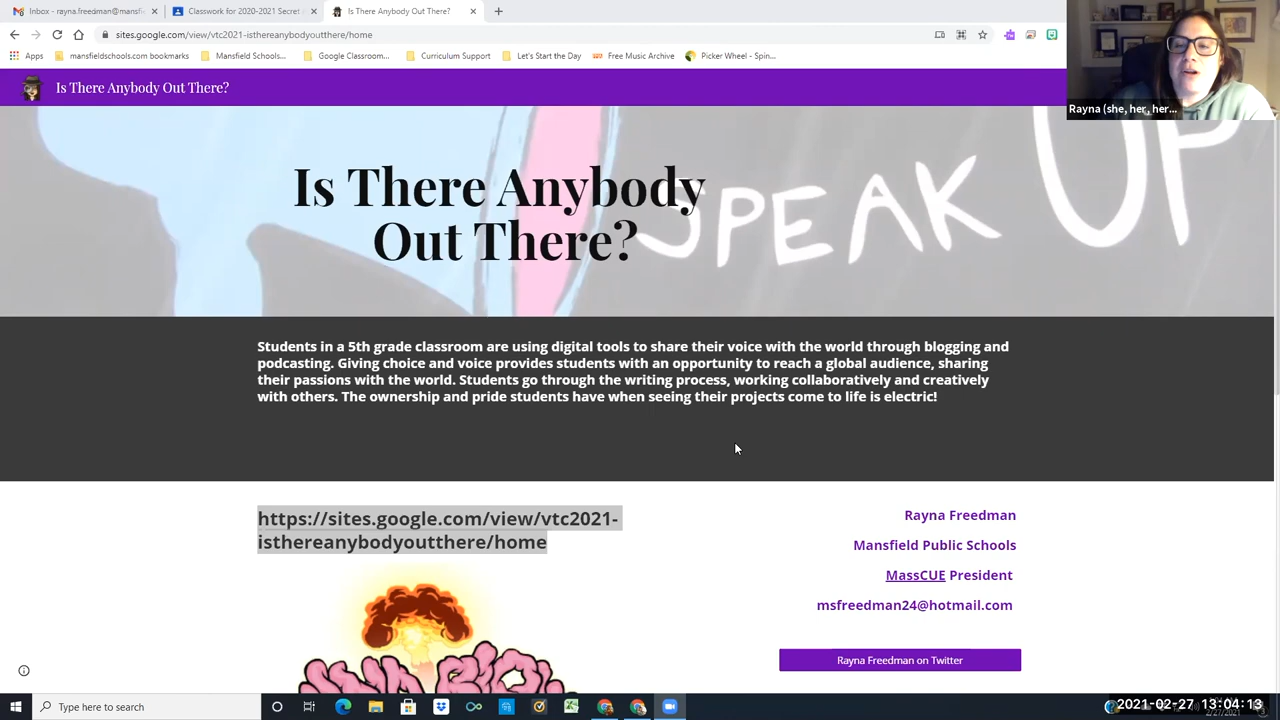 Inbox - rayna.freedman@mansfi
Classwork for 2020-2021 Secret
Is There Anybody Out There?
sites.google.com/view/vtc2021-isthereanybodyoutthere/home
Apps
mansfieldschools.com bookmarks
Mansfield Schools...
Google Classroom...
Curriculum Support
Let's Start the Day
Free Music Archive
Picker Wheel - Spin...
Rayna (she, her, her...
Is There Anybody Out There?
Is There Anybody
Out There?
SPEAK UP
Students in a 5th grade classroom are using digital tools to share their voice with the world through blogging and
podcasting. Giving choice and voice provides students with an opportunity to reach a global audience, sharing
their passions with the world. Students go through the writing process, working collaboratively and creatively
with others. The ownership and pride students have when seeing their projects come to life is electric!
https://sites.google.com/view/vtc2021-
isthereanybodyoutthere/home
Rayna Freedman
Mansfield Public Schools
MassCUE President
msfreedman24@hotmail.com
Rayna Freedman on Twitter
Type here to search
2021-02-27 13:04:13